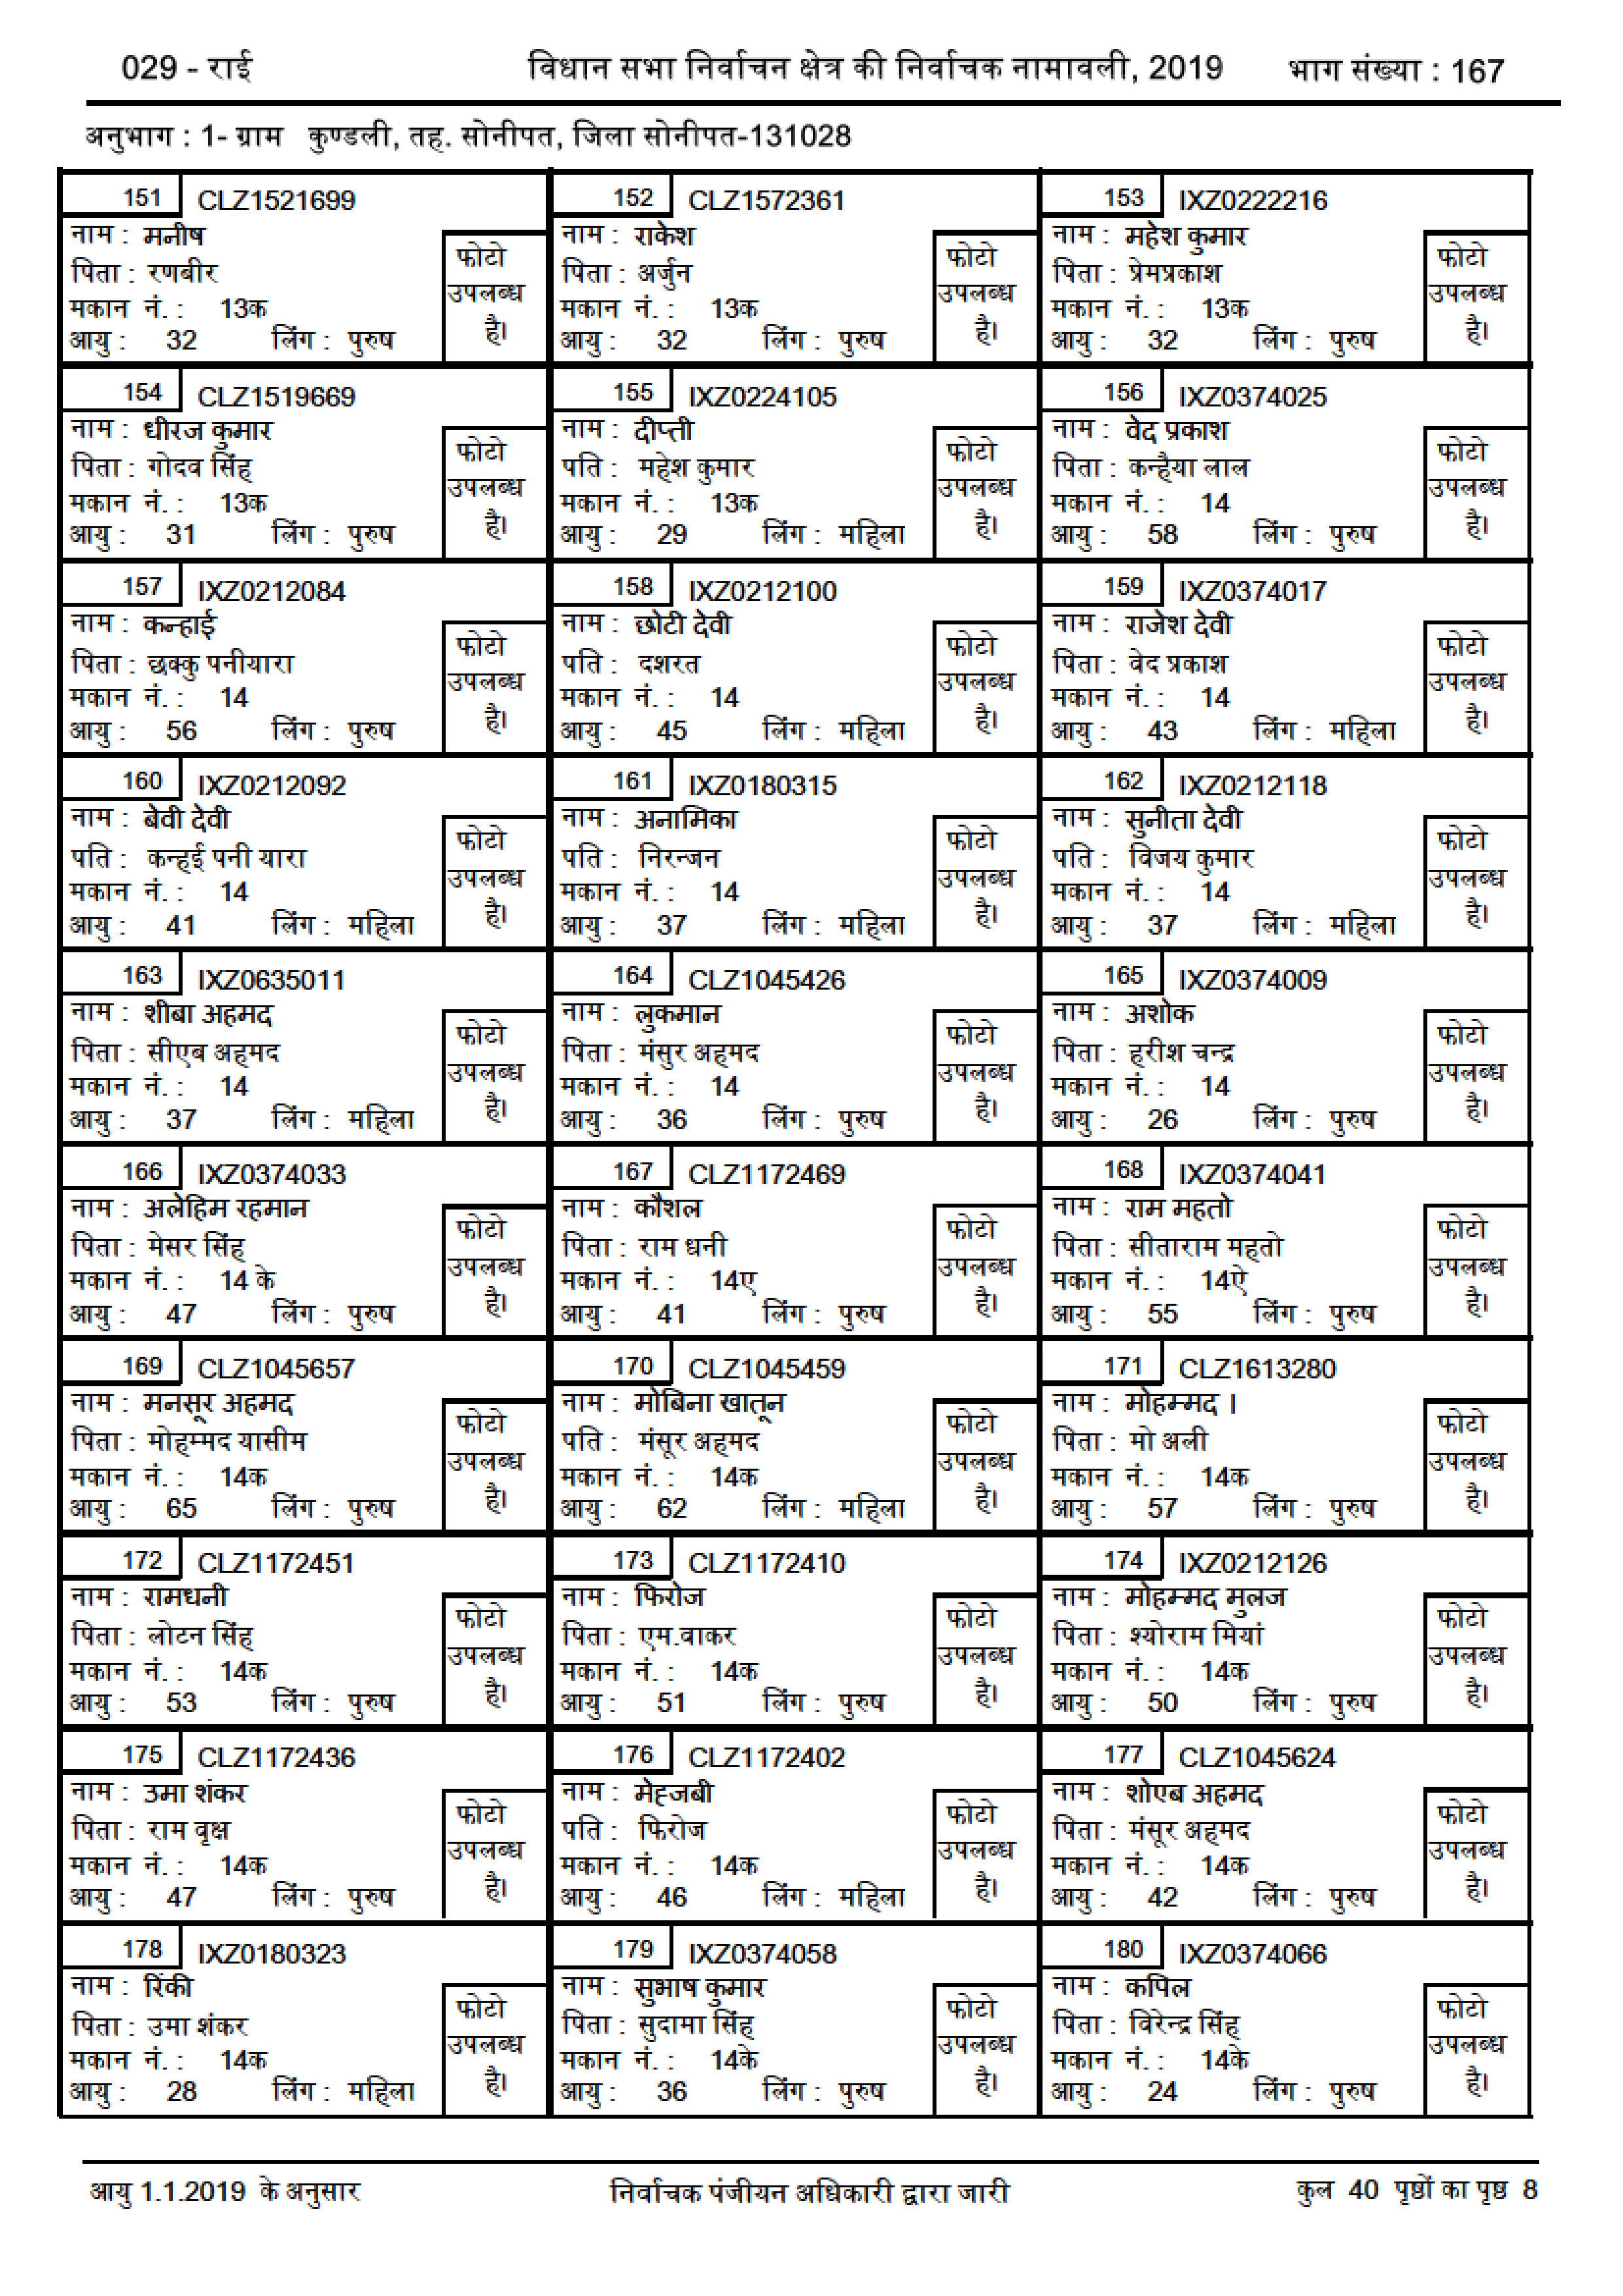 029 - राई विधान सभा निर्वाचन क्षेत्र की निर्वाचक नामावली, 2019 भाग संख्या : 167
अनुभाग : 1- ग्राम कुण्डली, तह. सोनीपत, जिला सोनीपत-131028
151 CLZ1521699
नाम : मनीष
पिता : रणबीर
मकान नं. : 13क
आयु : 32 लिंग : पुरुष
फोटो
उपलब्ध
है।
152 CLZ1572361
नाम : राकेश
पिता : अर्जुन
मकान नं. : 13क
आयु : 32 लिंग : पुरुष
फोटो
उपलब्ध
है।
153 IXZ0222216
नाम : महेश कुमार
पिता : प्रेमप्रकाश
मकान नं. : 13क
आयु : 32 लिंग : पुरुष
फोटो
उपलब्ध
है।
154 CLZ1519669
नाम : धीरज कुमार
पिता : गोदव सिंह
मकान नं. : 13क
आयु : 31 लिंग : पुरुष
फोटो
उपलब्ध
है।
155 IXZ0224105
नाम : दीप्ती
पति : महेश कुमार
मकान नं. : 13क
आयु : 29 लिंग : महिला
फोटो
उपलब्ध
है।
156 IXZ0374025
नाम : वेद प्रकाश
पिता : कन्हैया लाल
मकान नं. : 14
आयु : 58 लिंग : पुरुष
फोटो
उपलब्ध
है।
157 IXZ0212084
नाम : कन्हाई
पिता : छक्कु पनीयारा
मकान नं. : 14
आयु : 56 लिंग : पुरुष
फोटो
उपलब्ध
है।
158 IXZ0212100
नाम : छोटी देवी
पति : दशरत
मकान नं. : 14
आयु : 45 लिंग : महिला
फोटो
उपलब्ध
है।
159 IXZ0374017
नाम : राजेश देवी
पिता : वेद प्रकाश
मकान नं. : 14
आयु : 43 लिंग : महिला
फोटो
उपलब्ध
है।
160 IXZ0212092
नाम : बेवी देवी
पति : कन्हई पनी यारा
मकान नं. : 14
आयु : 41 लिंग : महिला
फोटो
उपलब्ध
है।
161 IXZ0180315
नाम : अनामिका
पति : निरन्जन
मकान नं. : 14
आयु : 37 लिंग : महिला
फोटो
उपलब्ध
है।
162 IXZ0212118
नाम : सुनीता देवी
पति : विजय कुमार
मकान नं. : 14
आयु : 37 लिंग : महिला
फोटो
उपलब्ध
है।
163 IXZ0635011
नाम : शीबा अहमद
पिता : सीएब अहमद
मकान नं. : 14
आयु : 37 लिंग : महिला
फोटो
उपलब्ध
है।
164 CLZ1045426
नाम : लुकमान
पिता : मंसुर अहमद
मकान नं. : 14
आयु : 36 लिंग : पुरुष
फोटो
उपलब्ध
है।
165 IXZ0374009
नाम : अशोक
पिता : हरीश चन्द्र
मकान नं. : 14
आयु : 26 लिंग : पुरुष
फोटो
उपलब्ध
है।
166 IXZ0374033
नाम : अलेहिम रहमान
पिता : मेसर सिंह
मकान नं. : 14 के
आयु : 47 लिंग : पुरुष
फोटो
उपलब्ध
है।
167 CLZ1172469
नाम : कौशल
पिता : राम धनी
मकान नं. : 14ए
आयु : 41 लिंग : पुरुष
फोटो
उपलब्ध
है।
168 IXZ0374041
नाम : राम महतो
पिता : सीताराम महतो
मकान नं. : 14ऐ
आयु : 55 लिंग : पुरुष
फोटो
उपलब्ध
है।
169 CLZ1045657
नाम : मनसूर अहमद
पिता : मोहम्मद यासीम
मकान नं. : 14क
आयु : 65 लिंग : पुरुष
फोटो
उपलब्ध
है।
170 CLZ1045459
नाम : मोबिना खातून
पति : मंसूर अहमद
मकान नं. : 14क
आयु : 62 लिंग : महिला
फोटो
उपलब्ध
है।
171 CLZ1613280
नाम : मोहम्मद ।
पिता : मो अली
मकान नं. : 14क
आयु : 57 लिंग : पुरुष
फोटो
उपलब्ध
है।
172 CLZ1172451
नाम : रामधनी
पिता : लोटन सिंह
मकान नं. : 14क
आयु : 53 लिंग : पुरुष
फोटो
उपलब्ध
है।
173 CLZ1172410
नाम : फिरोज
पिता : एम.वाकर
मकान नं. : 14क
आयु : 51 लिंग : पुरुष
फोटो
उपलब्ध
है।
174 IXZ0212126
नाम : मोहम्मद मुलज
पिता : श्योराम मियां
मकान नं. : 14क
आयु : 50 लिंग : पुरुष
फोटो
उपलब्ध
है।
175 CLZ1172436
नाम : उमा शंकर
पिता : राम वृक्ष
मकान नं. : 14क
आयु : 47 लिंग : पुरुष
फोटो
उपलब्ध
है।
176 CLZ1172402
नाम : मेह्जबी
पति : फिरोज
मकान नं. : 14क
आयु : 46 लिंग : महिला
फोटो
उपलब्ध
है।
177 CLZ1045624
नाम : शोएब अहमद
पिता : मंसूर अहमद
मकान नं. : 14क
आयु : 42 लिंग : पुरुष
फोटो
उपलब्ध
है।
178 IXZ0180323
नाम : रिंकी
पिता : उमा शंकर
मकान नं. : 14क
आयु : 28 लिंग : महिला
फोटो
उपलब्ध
है।
179 IXZ0374058
नाम : सुभाष कुमार
पिता : सुदामा सिंह
मकान नं. : 14के
आयु : 36 लिंग : पुरुष
फोटो
उपलब्ध
है।
180 IXZ0374066
नाम : कपिल
पिता : विरेन्द्र सिंह
मकान नं. : 14के
आयु : 24 लिंग : पुरुष
फोटो
उपलब्ध
है।
आयु 1.1.2019 के अनुसार निर्वाचक पंजीयन अधिकारी द्वारा जारी कुल 40 पृष्ठों का पृष्ठ 8